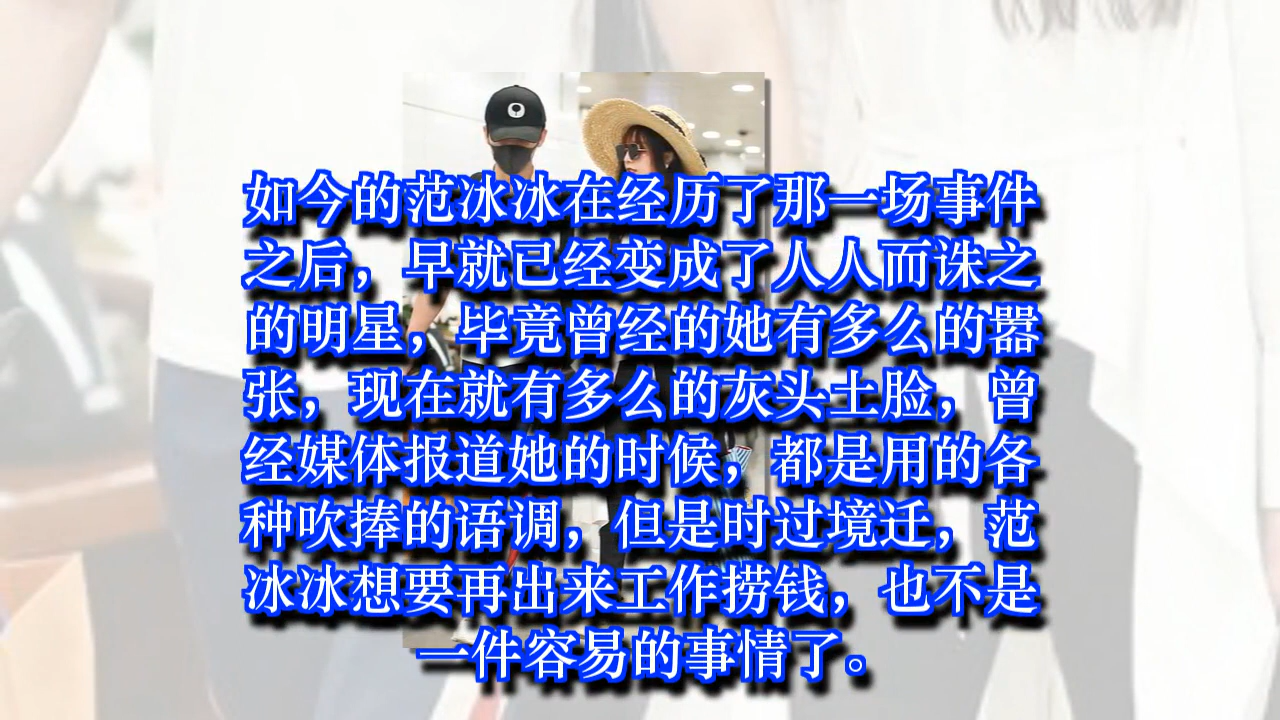 如今的范冰冰在经历了那一场事件
之后，早就已经变成了人人而诛之
的明星，毕竟曾经的她有多么的嚣
张，现在就有多么的灰头土脸，曾
经媒体报道她的时候，都是用的各
种吹捧的语调，但是时过境迁，范
冰冰想要再出来工作捞钱，也不是
一件容易的事情了。